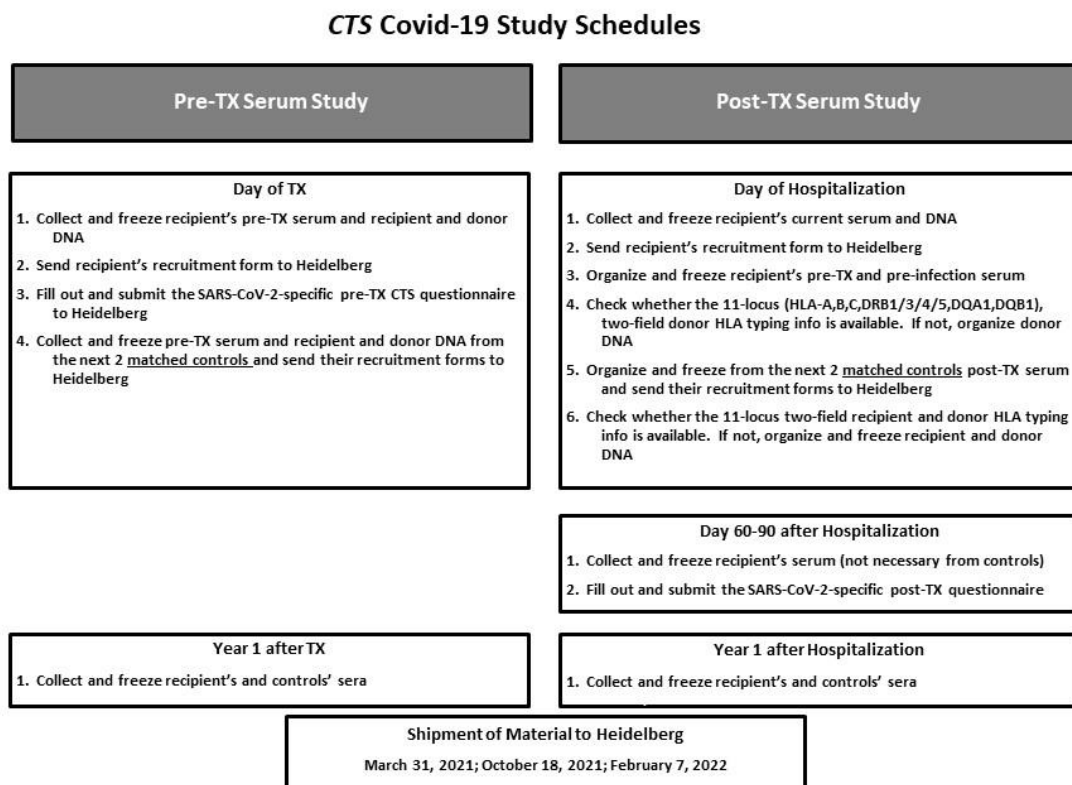 CTS Covid-19 Study Schedules
Pre-TX Serum Study
Day of TX
1. Collect and freeze recipient's pre-TX serum and recipient and donor
DNA
2. Send recipient's recruitment form to Heidelberg
3. Fill out and submit the SARS-CoV-2-specific pre-TX CTS questionnaire
to Heidelberg
4. Collect and freeze pre-TX serum and recipient and donor DNA from
the next 2 matched controls and send their recruitment forms to
Heidelberg
Year 1 after TX
1. Collect and freeze recipient's and controls' sera
Post-TX Serum Study
Day of Hospitalization
1. Collect and freeze recipient's current serum and DNA
2. Send recipient's recruitment form to Heidelberg
3. Organize and freeze recipient's pre-TX and pre-infection serum
4. Check whether the 11-locus (HLA-A,B,C,DRB1/3/4/5,DQA1,DQB1),
two-field donor HLA typing info is available. If not, organize donor
DNA
5. Organize and freeze from the next 2 matched controls post-TX serum
and send their recruitment forms to Heidelberg
6. Check whether the 11-locus two-field recipient and donor HLA typing
info is available. If not, organize and freeze recipient and donor
DNA
Day 60-90 after Hospitalization
1. Collect and freeze recipient's serum (not necessary from controls)
2. Fill out and submit the SARS-CoV-2-specific post-TX questionnaire
Year 1 after Hospitalization
1. Collect and freeze recipient's and controls' sera
Shipment of Material to Heidelberg
March 31, 2021; October 18, 2021; February 7, 2022